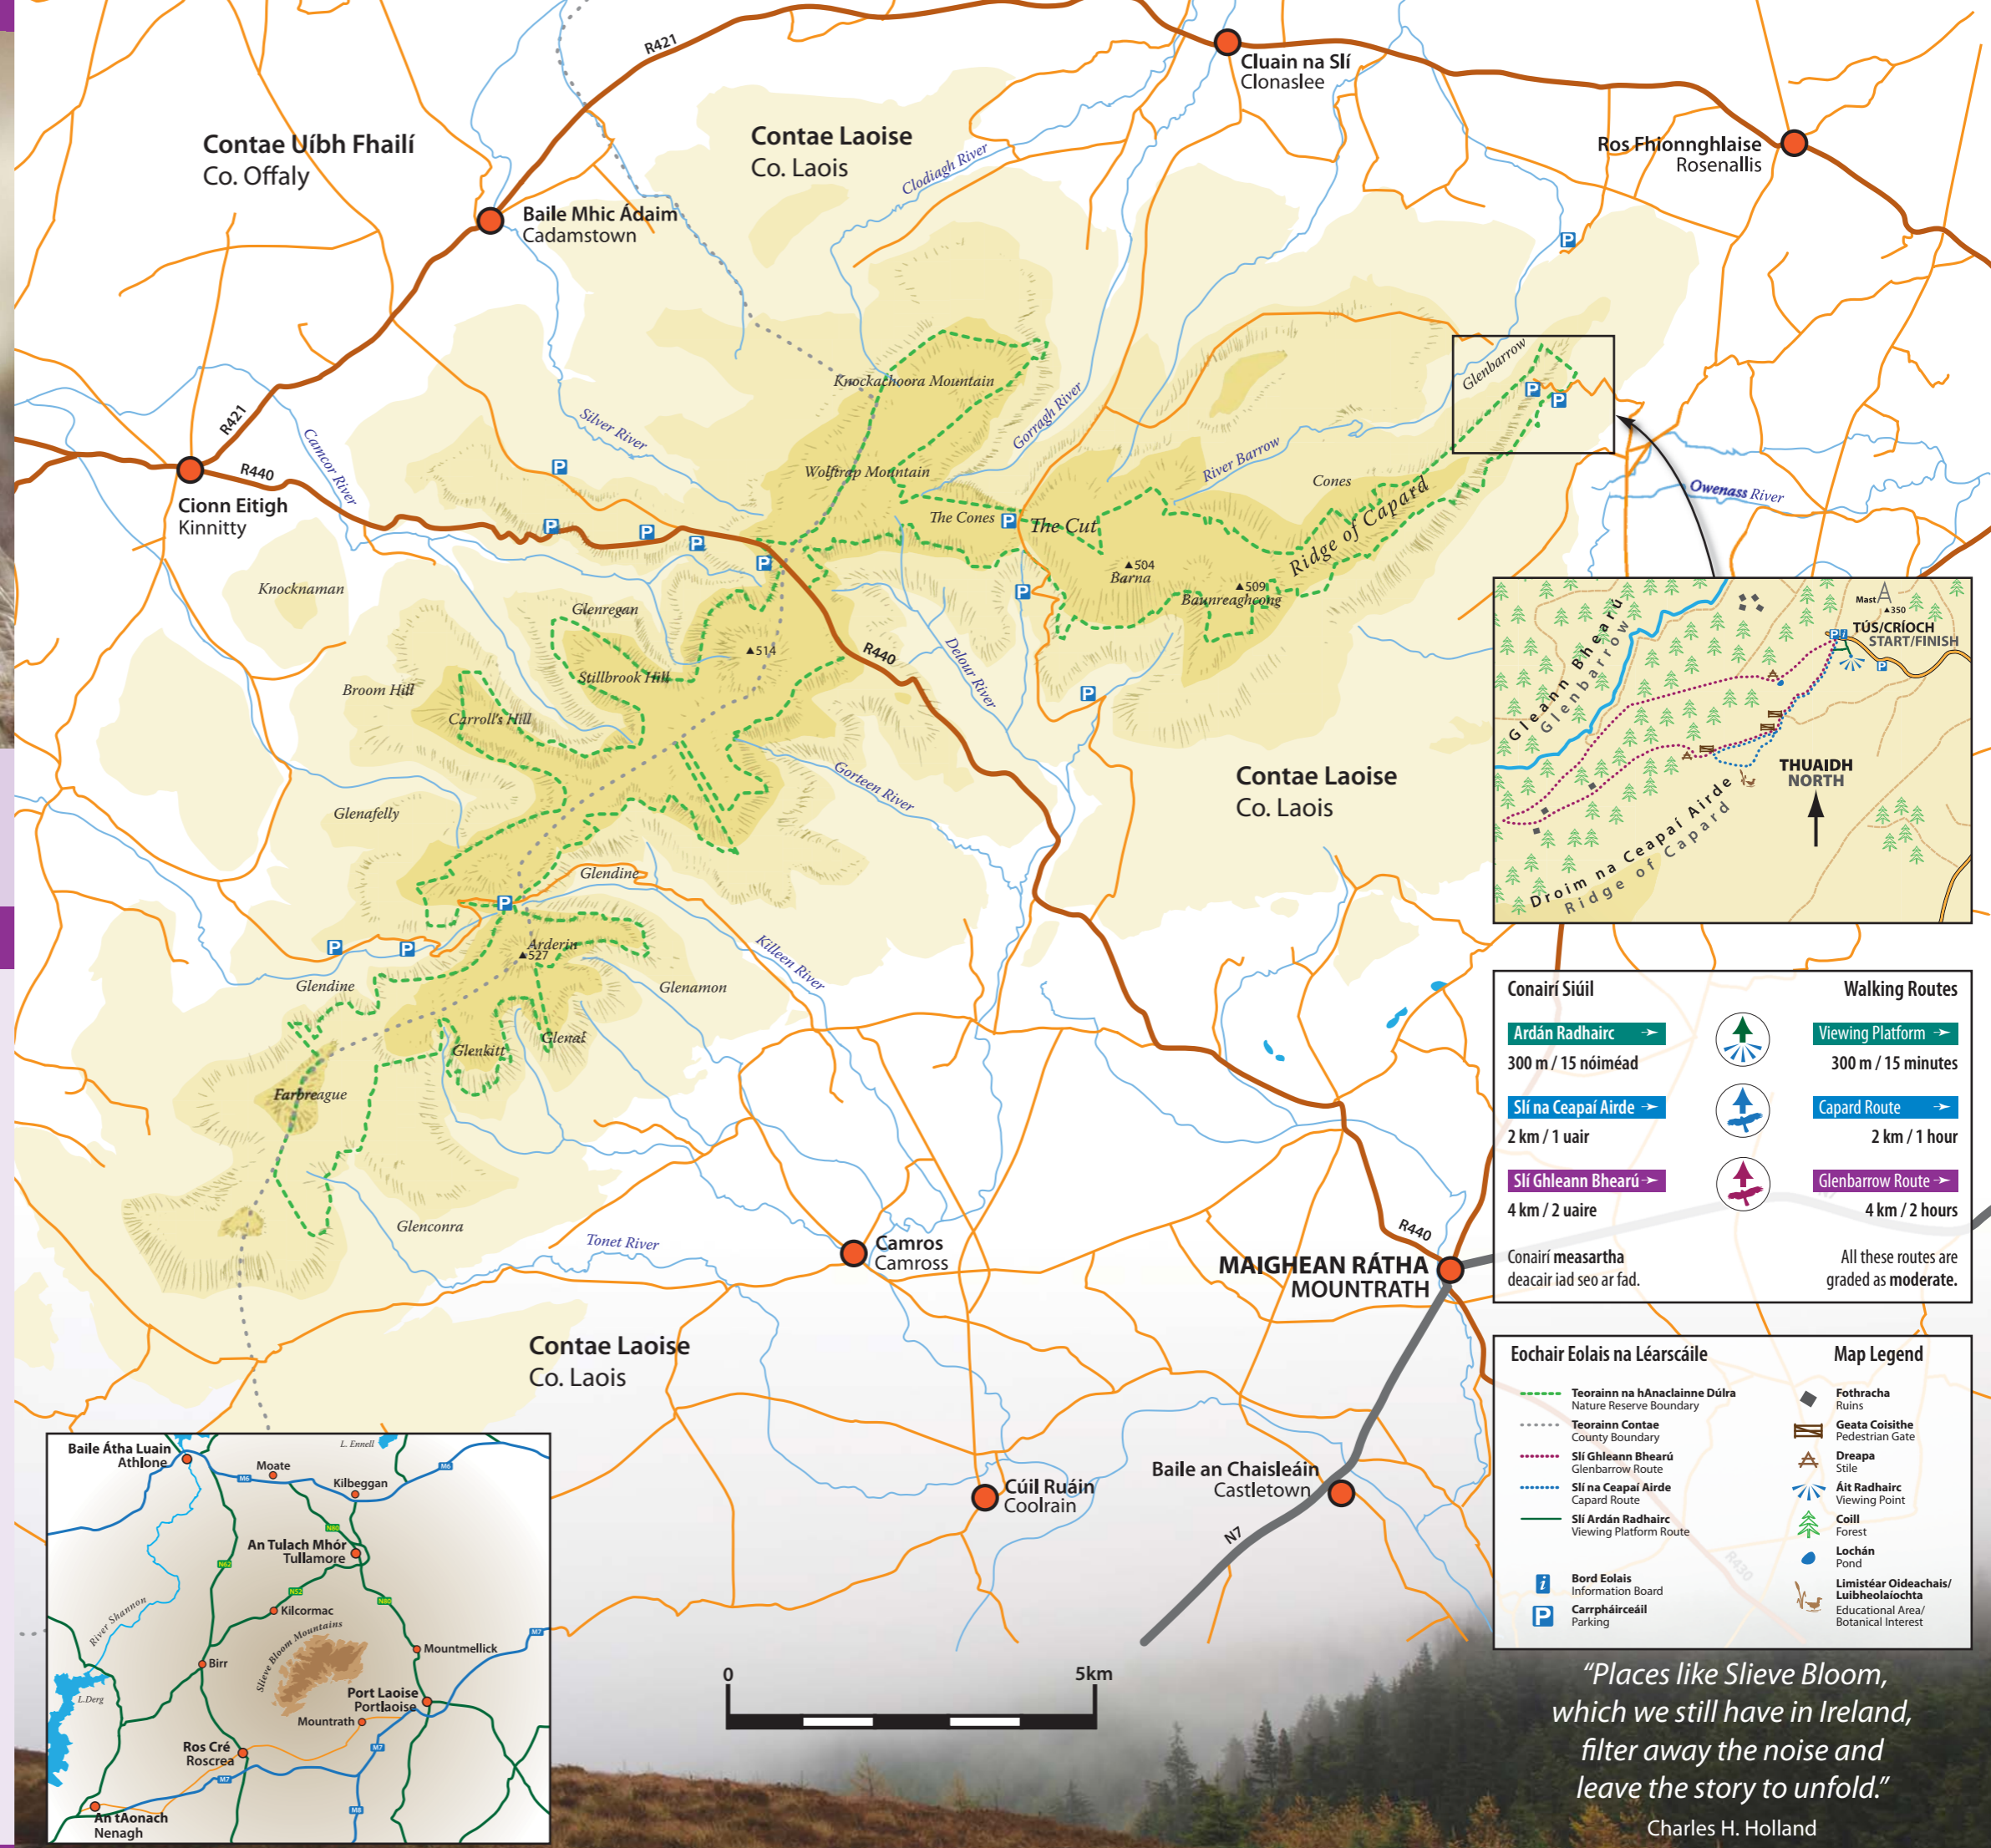 R421
Cluain na Slí
Clonaslee
Contae Uíbh Fhailí
Co. Offaly
Contae Laoise
Co. Laois
Clodiagh River
Ros Fhionnghlaise
Rosenallis
Baile Mhic Ádaim
Cadamstown
Glenbarrow
Knockachoora Mountain
Gorragh River
Silver River
Camcor River
R421
R440
Wolftrap Mountain
River Barrow
Cones
Cionn Eitigh
Kinnity
The Cones
The Cut
Ridge of Capard
Owenass River
504
Barna
509
Baunreaghcong
Knocknaman
Glenregan
514
R440
Delour River
Stillbrook Hill
Broom Hill
Carroll's Hill
Gorteen River
Contae Laoise
Co. Laois
Glenafelly
Glendine
Arderin
527
Killeen River
Glendine
Glenamon
Glenkitt
Glenaf
Farbreague
Glenconra
Tonet River
Camros
Camross
R440
MAIGHEAN RÁTHA
MOUNTRATH
Contae Laoise
Co. Laois
Cúil Ruáin
Coolrain
Baile an Chaisleáin
Castletown
N7
R430
0
5km
Mast
350
TÚS/CRÍOCH
START/FINISH
Gleann Bhearú
Glenbarrow
THUAIDH
NORTH
Droim na Ceapaí Airde
Ridge of Capard
Conairí Siúil
Walking Routes
Ardán Radhairc
Viewing Platform
300 m / 15 nóiméad
300 m / 15 minutes
Slí na Ceapaí Airde
Capard Route
2 km / 1 uair
2 km / 1 hour
Slí Ghleann Bhearú
Glenbarrow Route
4 km / 2 uaire
4 km / 2 hours
Conairí measartha
deacair iad seo ar fad.
All these routes are
graded as moderate.
Eochair Eolais na Léarscáile
Map Legend
Teorainn na hAnaclainne Dúlra
Nature Reserve Boundary
Teorainn Contae
County Boundary
Slí Ghleann Bhearú
Glenbarrow Route
Slí na Ceapaí Airde
Capard Route
Slí Ardán Radhairc
Viewing Platform Route
Bord Eolais
Information Board
Carrpháirceáil
Parking
Fothracha
Ruins
Geata Coisithe
Pedestrian Gate
Dreapa
Stile
Áit Radhairc
Viewing Point
Coill
Forest
Lochán
Pond
Limistéar Oideachais/
Luibheolaíochta
Educational Area/
Botanical Interest
Baile Átha Luain
Athlone
L. Ennell
Moate
M6
M6
Kilbeggan
N80
An Tulach Mhór
Tullamore
N62
N52
N80
Kilcormac
River Shannon
Slieve Bloom Mountains
Mountmellick
M7
Birr
L.Derg
Port Laoise
Portlaoise
Mountrath
Ros Cré
Roscrea
M7
M7
M8
An tAonach
Nenagh
“Places like Slieve Bloom,
which we still have in Ireland,
filter away the noise and
leave the story to unfold.”
Charles H. Holland